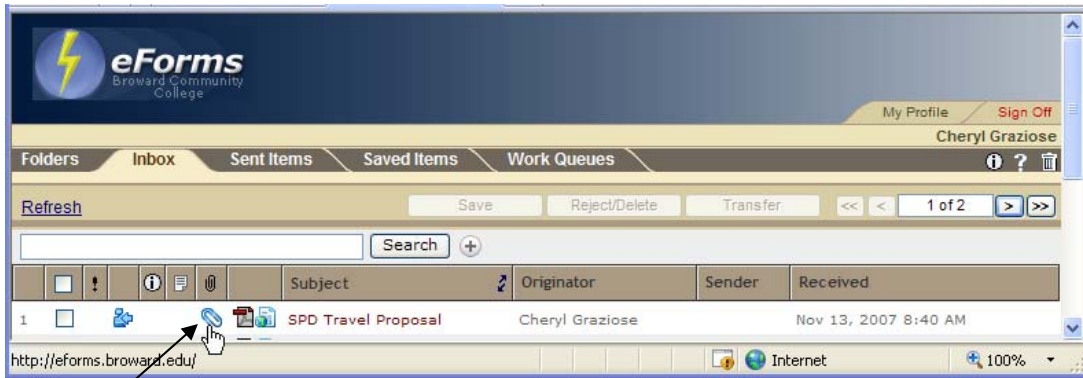 eForms
Broward Community
College
My Profile Sign Off
Cheryl Graziose
Folders Inbox Sent Items Saved Items Work Queues
Refresh Save Reject/Delete Transfer << < 1 of 2 > >>
Search
Subject Originator Sender Received
1 SPD Travel Proposal Cheryl Graziose Nov 13, 2007 8:40 AM
http://eforms.broward.edu/ Internet 100%